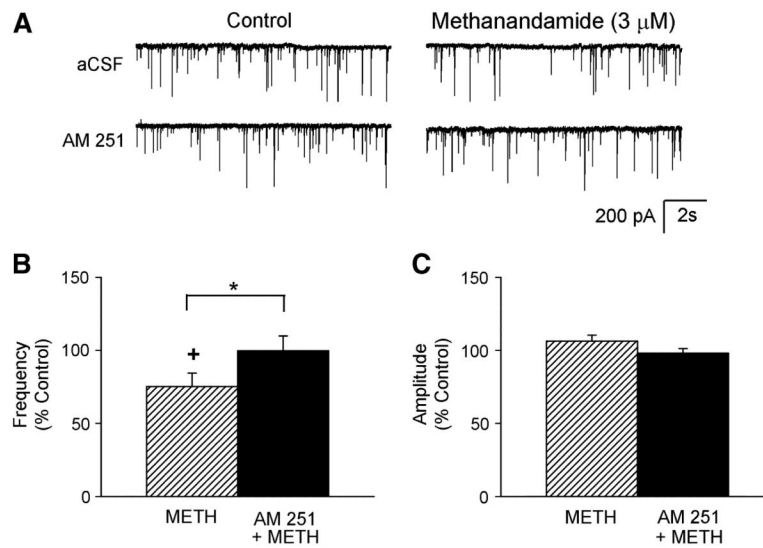 A
Control
Methanandamide (3 μM)
aCSF
AM 251
200 pA
2s
B
150
100
50
0
Frequency
(% Control)
*
+
METH
AM 251
+ METH
C
150
100
50
0
Amplitude
(% Control)
METH
AM 251
+ METH